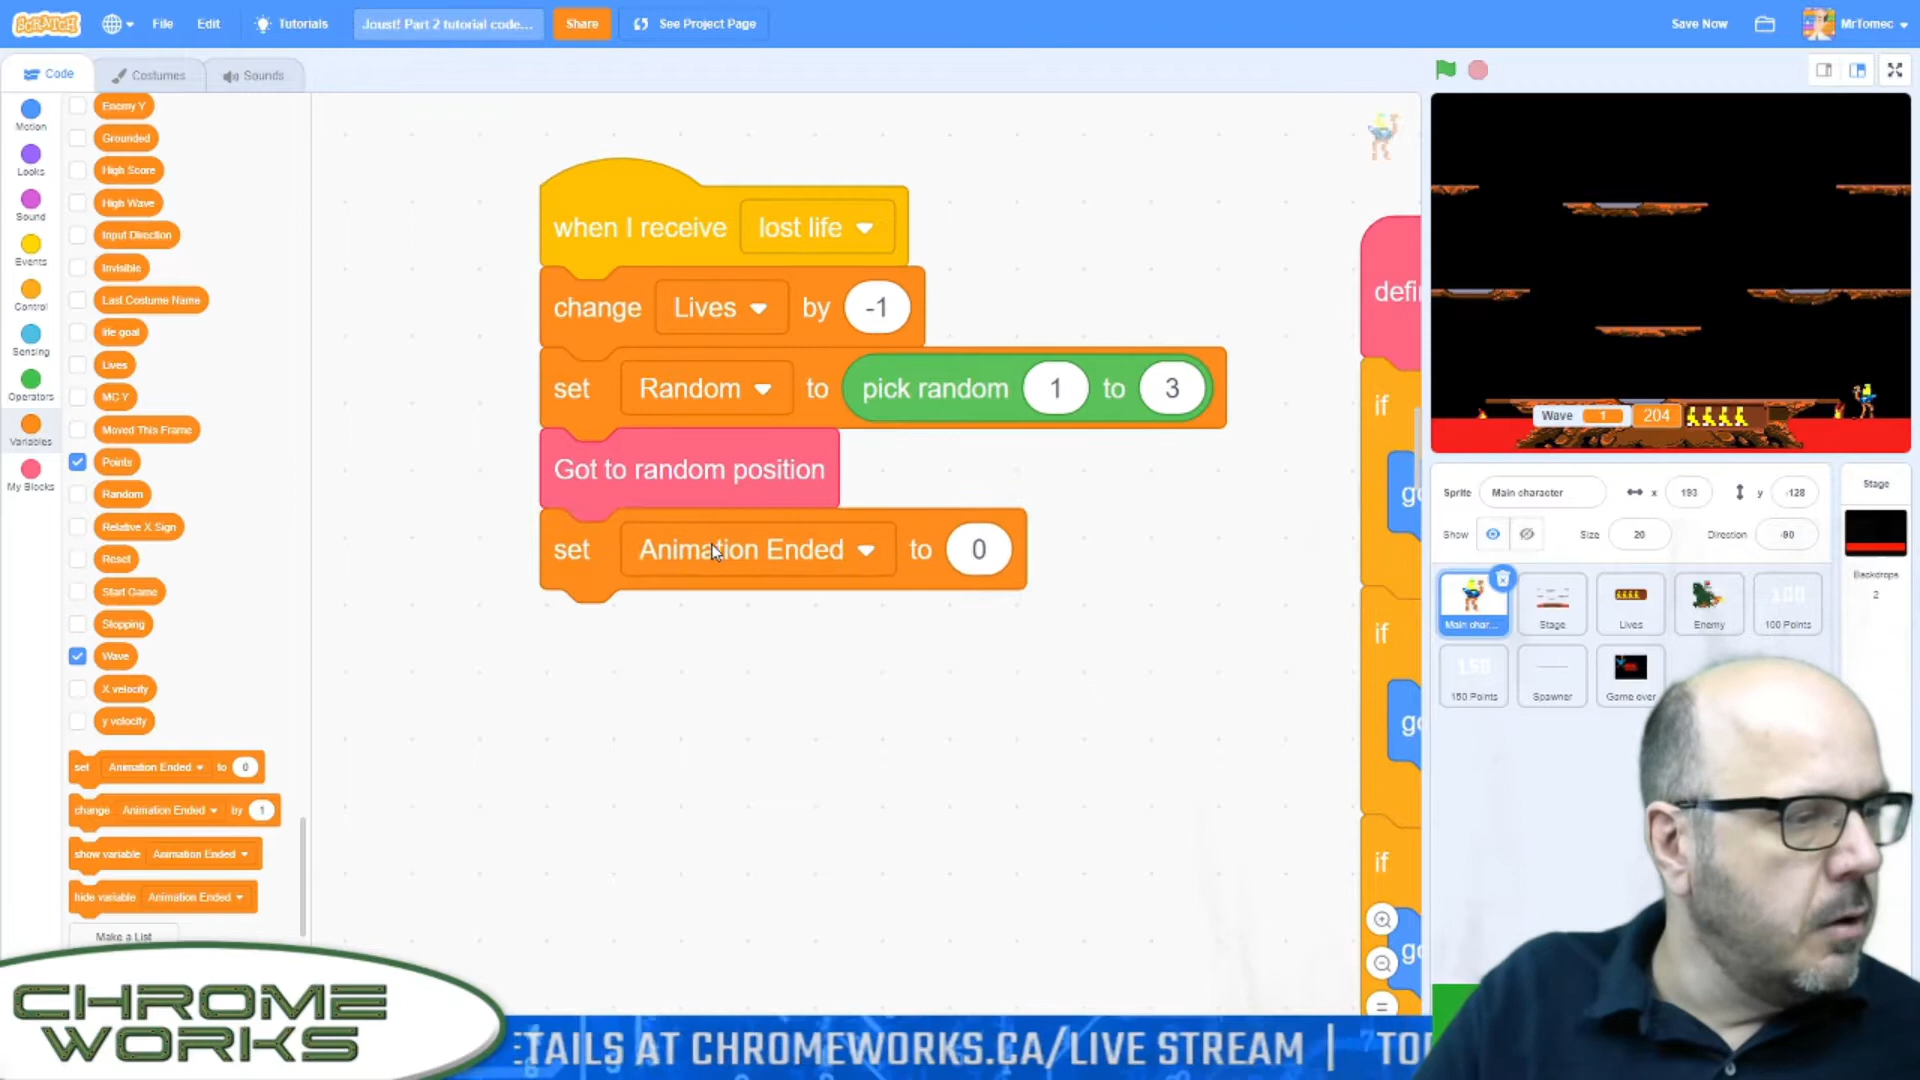 SCRATCH File Edit Tutorials Joust! Part 2 tutorial code... Share See Project Page Save Now MrTomec
Code Costumes Sounds
Motion
Looks
Sound
Events
Control
Sensing
Operators
Variables
My Blocks
Enemy Y
Grounded
High Score
High Wave
Input Direction
Invisible
Last Costume Name
life goal
Lives
MC Y
Moved This Frame
Points
Random
Relative X Sign
Reset
Start Game
Stopping
Wave
X velocity
y velocity
set Animation Ended to 0
change Animation Ended by 1
show variable Animation Ended
hide variable Animation Ended
Make a List
when I receive lost life
change Lives by -1
set Random to pick random 1 to 3
Got to random position
set Animation Ended to 0
defi
if
go
if
go
if
go
Wave 1 204
Sprite Main character x 193 y -128
Show Size 20 Direction -90
Main char... Stage Lives Enemy 100 Points
150 Points Spawner Game over
100
150
Stage
Backdrops
2
CHROME
WORKS
TAILS AT CHROMEWORKS.CA/LIVE STREAM |